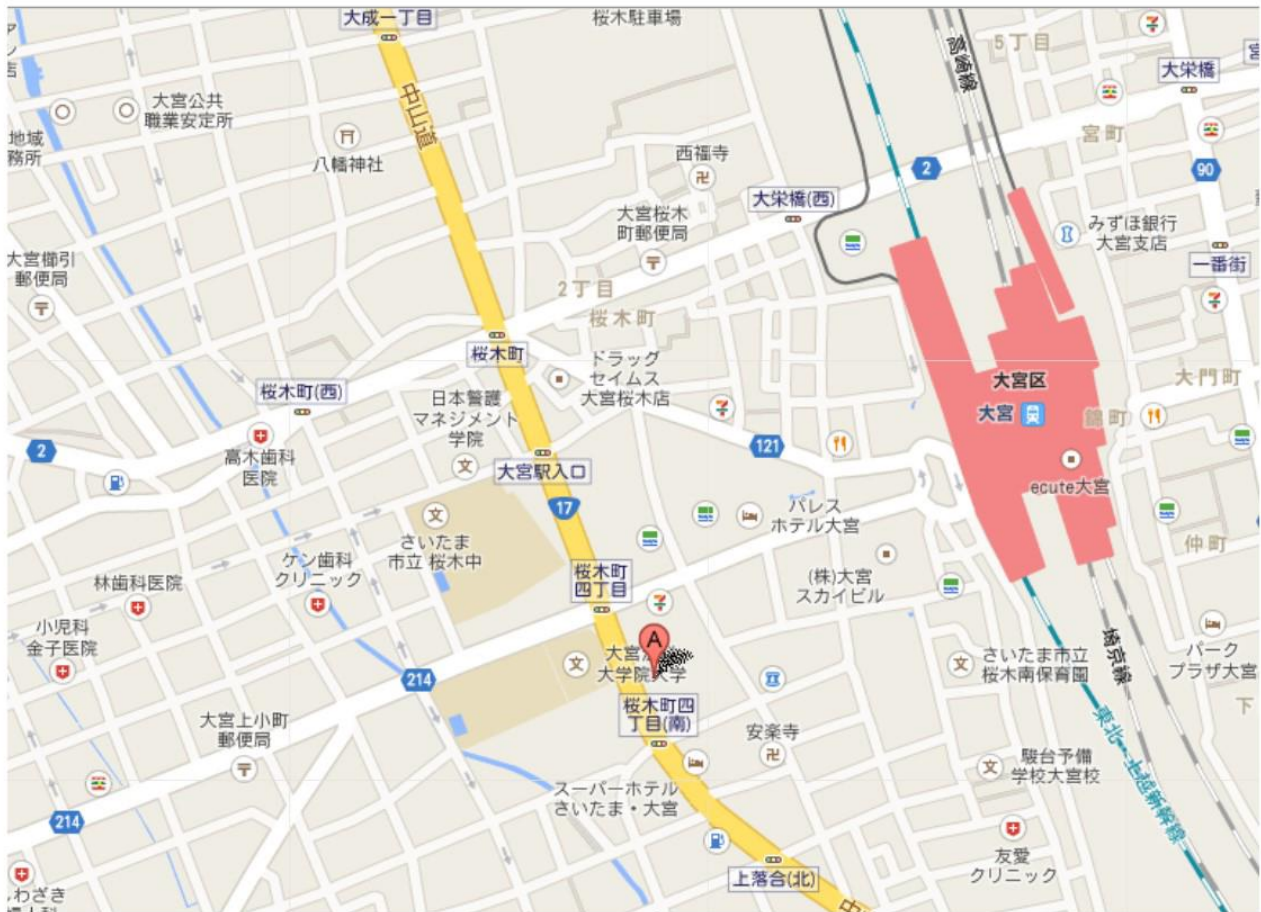 大成一丁目
桜木駐車場
高崎線
5丁目
大栄橋
大宮公共
職業安定所
中山道
地域
務所
八幡神社
宮町
西福寺
2
90
大栄橋(西)
大宮桜木
町郵便局
みずほ銀行
大宮支店
大宮櫛引
郵便局
一番街
2丁目
桜木町
桜木町
ドラッグ
セイムス
大宮桜木店
大宮区
大門町
桜木町(西)
日本警護
マネジメント
学院
大宮
錦町
2
高木歯科
医院
大宮駅入口
121
ecute大宮
17
パレス
ホテル大宮
さいたま
市立 桜木中
仲町
ケン歯科
クリニック
桜木町
四丁目
(株)大宮
スカイビル
林歯科医院
小児科
金子医院
A
大宮
大学院大学
さいたま市立
桜木南保育園
埼京線
パーク
プラザ大宮
214
桜木町四
丁目(南)
下
大宮上小町
郵便局
安楽寺
東北・上越新幹線
駿台予備
学校大宮校
スーパーホテル
さいたま・大宮
214
友愛
クリニック
上落合(北)
わざき